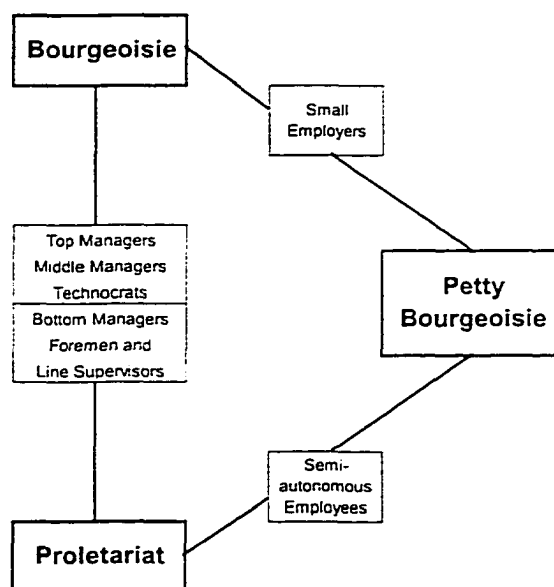 Bourgeoisie
Small
Employers
Top Managers
Middle Managers
Technocrats
Bottom Managers
Foremen and
Line Supervisors
Petty
Bourgeoisie
Semi-
autonomous
Employees
Proletariat